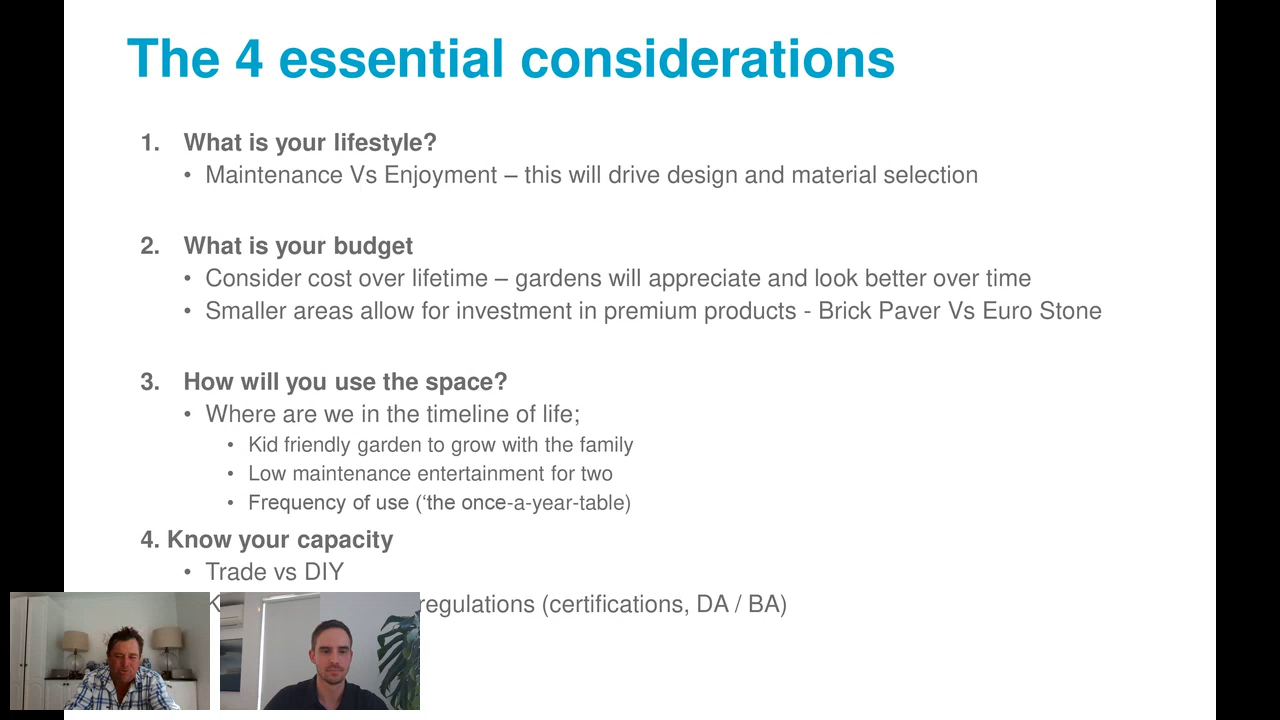 The 4 essential considerations
1. What is your lifestyle?
• Maintenance Vs Enjoyment – this will drive design and material selection
2. What is your budget
• Consider cost over lifetime – gardens will appreciate and look better over time
• Smaller areas allow for investment in premium products - Brick Paver Vs Euro Stone
3. How will you use the space?
• Where are we in the timeline of life;
• Kid friendly garden to grow with the family
• Low maintenance entertainment for two
• Frequency of use (‘the once-a-year-table)
4. Know your capacity
• Trade vs DIY
regulations (certifications, DA / BA)